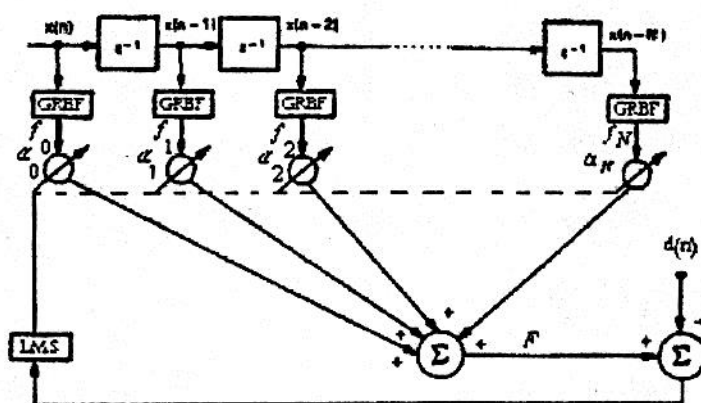 x(n) z⁻¹ x(n-1) z⁻¹ x(n-2) z⁻¹ x(n-N)
GRBF GRBF GRBF GRBF
f0 f1 f2 fN
α0 α1 α2 αN
d(n)
+ + + + + + -
LMS Σ F Σ